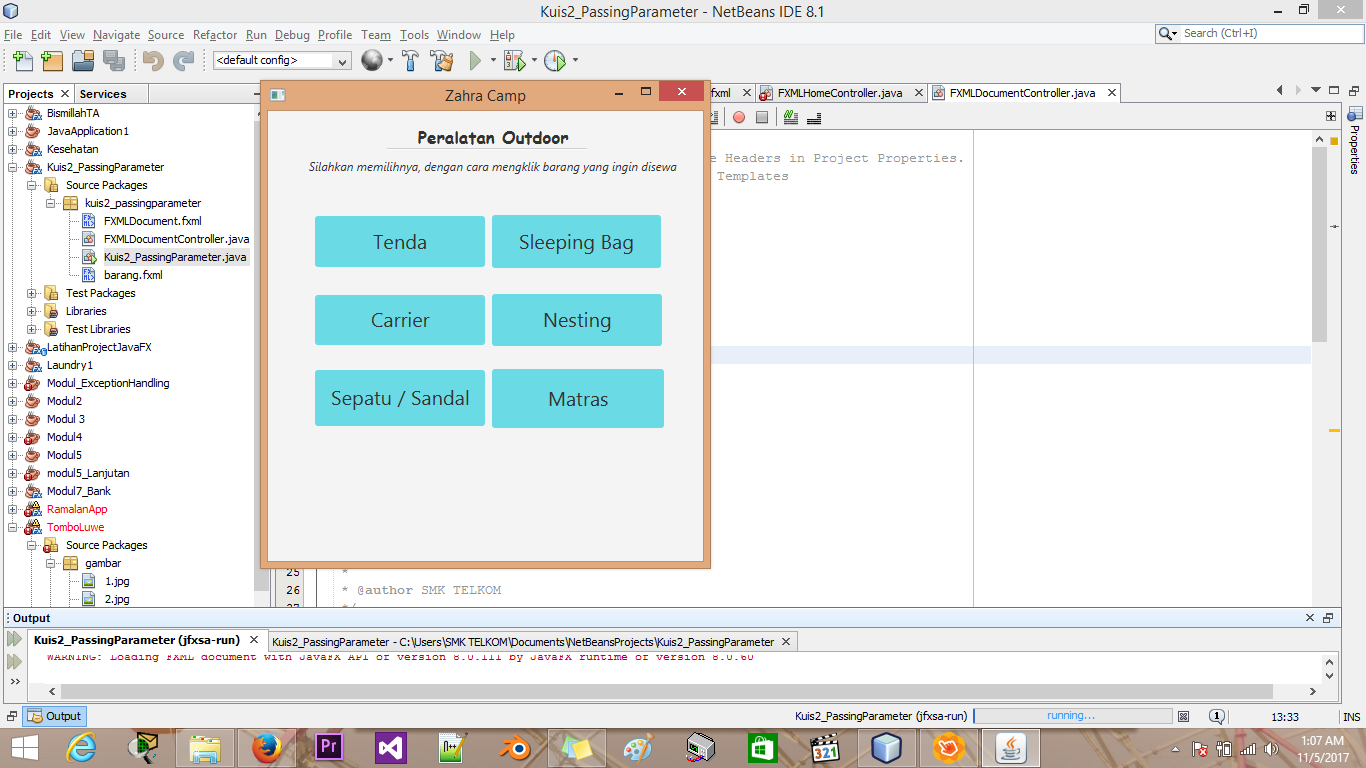 Kuis2_PassingParameter - NetBeans IDE 8.1
File Edit View Navigate Source Refactor Run Debug Profile Team Tools Window Help
Search (Ctrl+I)
<default config>
Projects
Services
BismillahTA
JavaApplication1
Kesehatan
Kuis2_PassingParameter
Source Packages
kuis2_passingparameter
FXMLDocument.fxml
FXMLDocumentController.java
Kuis2_PassingParameter.java
barang.fxml
Test Packages
Libraries
Test Libraries
LatihanProjectJavaFX
Laundry1
Modul_ExceptionHandling
Modul2
Modul 3
Modul4
Modul5
modul5_Lanjutan
Modul7_Bank
RamalanApp
TomboLuwe
Source Packages
gambar
1.jpg
2.jpg
Zahra Camp
Peralatan Outdoor
Silahkan memilihnya, dengan cara mengklik barang yang ingin disewa
Tenda
Sleeping Bag
Carrier
Nesting
Sepatu / Sandal
Matras
fxml
FXMLHomeController.java
FXMLDocumentController.java
e Headers in Project Properties.
Templates
25 *
26 * @author SMK TELKOM
27 */
Properties
Output
Kuis2_PassingParameter (jfxsa-run)
Kuis2_PassingParameter - C:\Users\SMK TELKOM\Documents\NetBeansProjects\Kuis2_PassingParameter
WARNING: Loading FXML document with JavaFX API of version 8.0.111 by JavaFX runtime of version 8.0.60
Output
Kuis2_PassingParameter (jfxsa-run)
running...
1
13:33
INS
Pr
N++
321
1:07 AM
11/5/2017